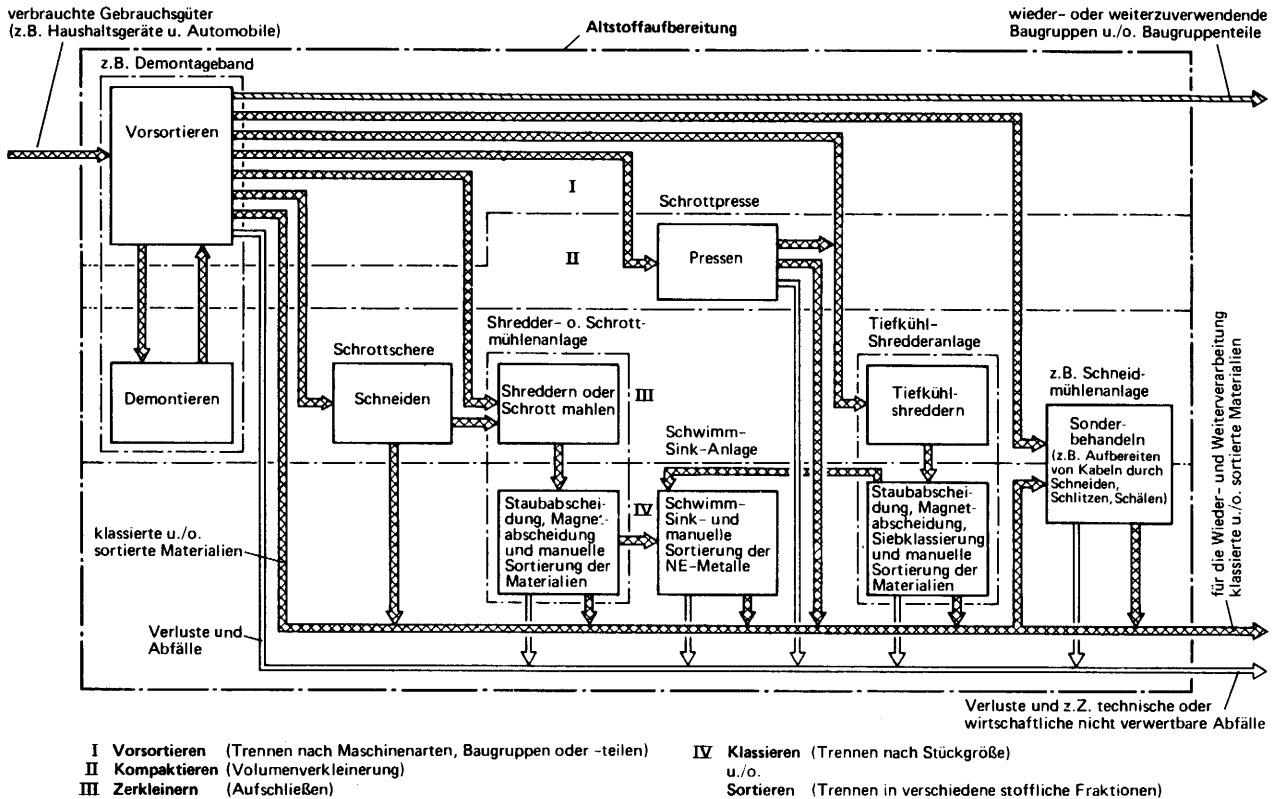 verbrauchte Gebrauchsgüter
(z.B. Haushaltsgeräte u. Automobile)
Altstoffaufbereitung
wieder- oder weiterzuverwendende
Baugruppen u./o. Baugruppenteile
z.B. Demontageband
Vorsortieren
I
Schrottpresse
II
Pressen
Shredder- o. Schrott-
mühlenanlage
Tiefkühl-
Shredderanlage
Schrottschere
z.B. Schneid-
mühlenanlage
Demontieren
Schneiden
Shreddern oder
Schrott mahlen
III
Tiefkühl-
shreddern
Sonder-
behandeln
(z.B. Aufbereiten
von Kabeln durch
Schneiden,
Schlitzen, Schälen)
Schwimm-
Sink-Anlage
klassierte u./o.
sortierte Materialien
Staubabschei-
dung, Magnet-
abscheidung
und manuelle
Sortierung der
Materialien
IV
Schwimm-
Sink- und
manuelle
Sortierung der
NE-Metalle
Staubabschei-
dung, Magnet-
abscheidung,
Siebklassierung
und manuelle
Sortierung der
Materialien
für die Wieder- und Weiterverarbeitung
klassierte u./o. sortierte Materialien
Verluste und
Abfälle
Verluste und z.Z. technische oder
wirtschaftliche nicht verwertbare Abfälle
I Vorsortieren (Trennen nach Maschinenarten, Baugruppen oder -teilen)
II Kompaktieren (Volumenverkleinerung)
III Zerkleinern (Aufschließen)
IV Klassieren (Trennen nach Stückgröße)
u./o.
Sortieren (Trennen in verschiedene stoffliche Fraktionen)